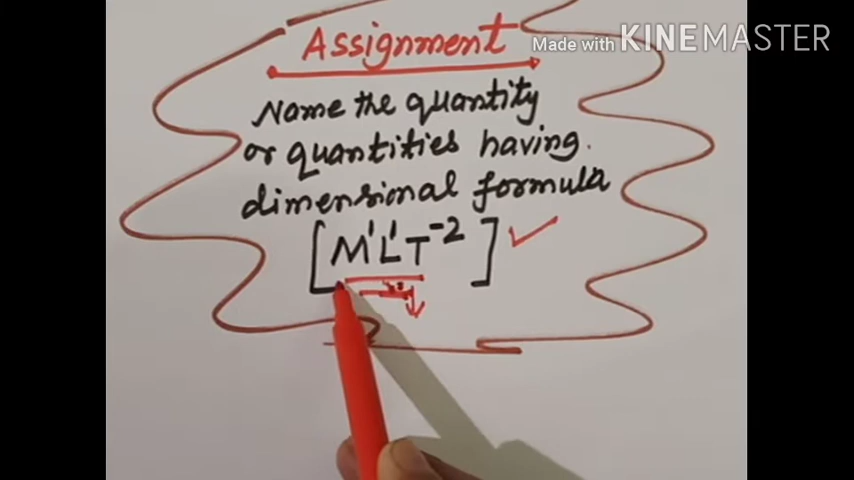 Assignment
Made with KINEMASTER
Name the quantity
or quantities having
dimensional formula
[M¹L¹T⁻²]